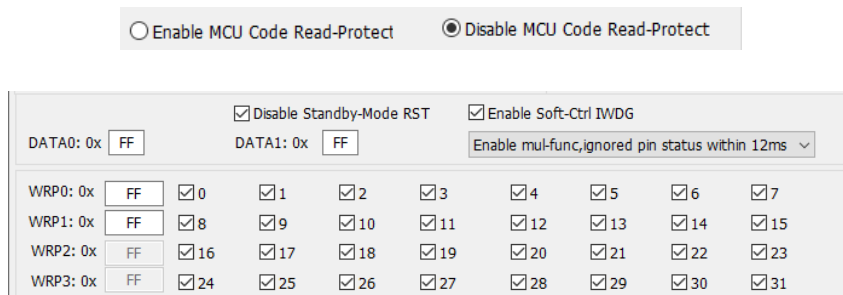 Enable MCU Code Read-Protect Disable MCU Code Read-Protect
Disable Standby-Mode RST Enable Soft-Ctrl IWDG
DATA0: 0x FF DATA1: 0x FF Enable mul-func,ignored pin status within 12ms
WRP0: 0x FF 0 1 2 3 4 5 6 7
WRP1: 0x FF 8 9 10 11 12 13 14 15
WRP2: 0x FF 16 17 18 19 20 21 22 23
WRP3: 0x FF 24 25 26 27 28 29 30 31